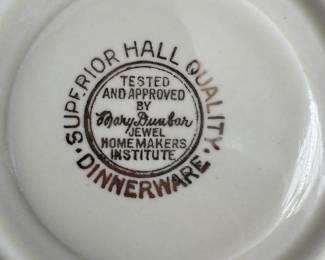 SUPERIOR HALL QUALITY
· DINNERWARE ·
TESTED
AND APPROVED
BY
Mary Dunbar
JEWEL
HOMEMAKERS
INSTITUTE